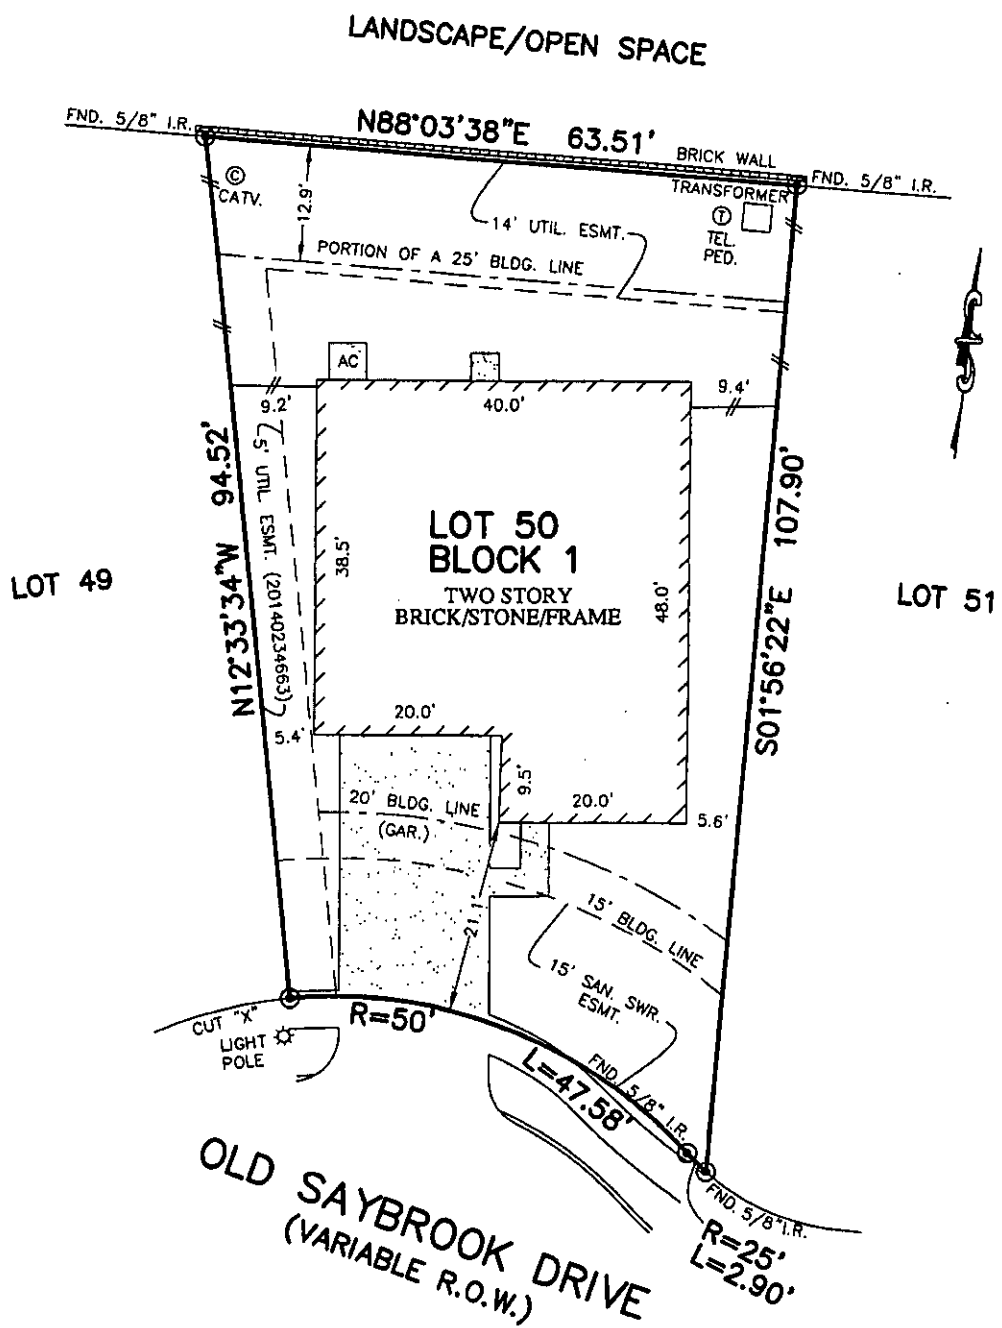 LANDSCAPE/OPEN SPACE
FND. 5/8" I.R.
N88°03'38"E 63.51'
BRICK WALL
FND. 5/8" I.R.
TRANSFORMER
C
CATV.
12.9'
14' UTIL. ESMT.
T
TEL.
PED.
PORTION OF A 25' BLDG. LINE
AC
9.2'
40.0'
9.4'
N12°33'34"W 94.52'
5' UTIL ESMT. (20140234663)
38.5'
LOT 50
BLOCK 1
TWO STORY
BRICK/STONE/FRAME
48.0'
S01°56'22"E 107.90'
LOT 49
LOT 51
5.4'
20.0'
9.5'
20' BLDG. LINE
(GAR.)
20.0'
5.6'
21.1'
15' BLDG. LINE
15' SAN. SWR.
ESMT.
CUT "X"
R=50'
LIGHT
POLE
L=47.58'
FND. 5/8" I.R.
FND. 5/8" I.R.
R=25'
L=2.90'
OLD SAYBROOK DRIVE
(VARIABLE R.O.W.)